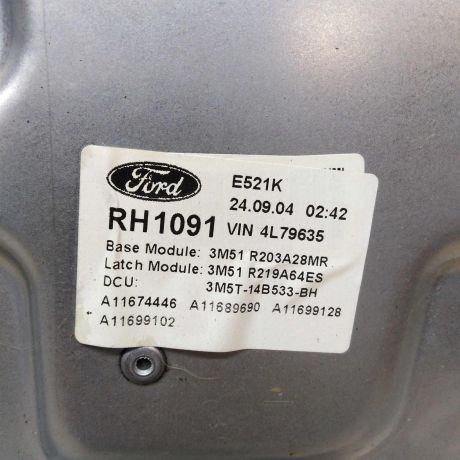 Ford
E521K
24.09.04 02:42
RH1091 VIN 4L79635
Base Module: 3M51 R203A28MR
Latch Module: 3M51 R219A64ES
DCU: 3M5T-14B533-BH
A11674446 A11689690 A11699128
A11699102